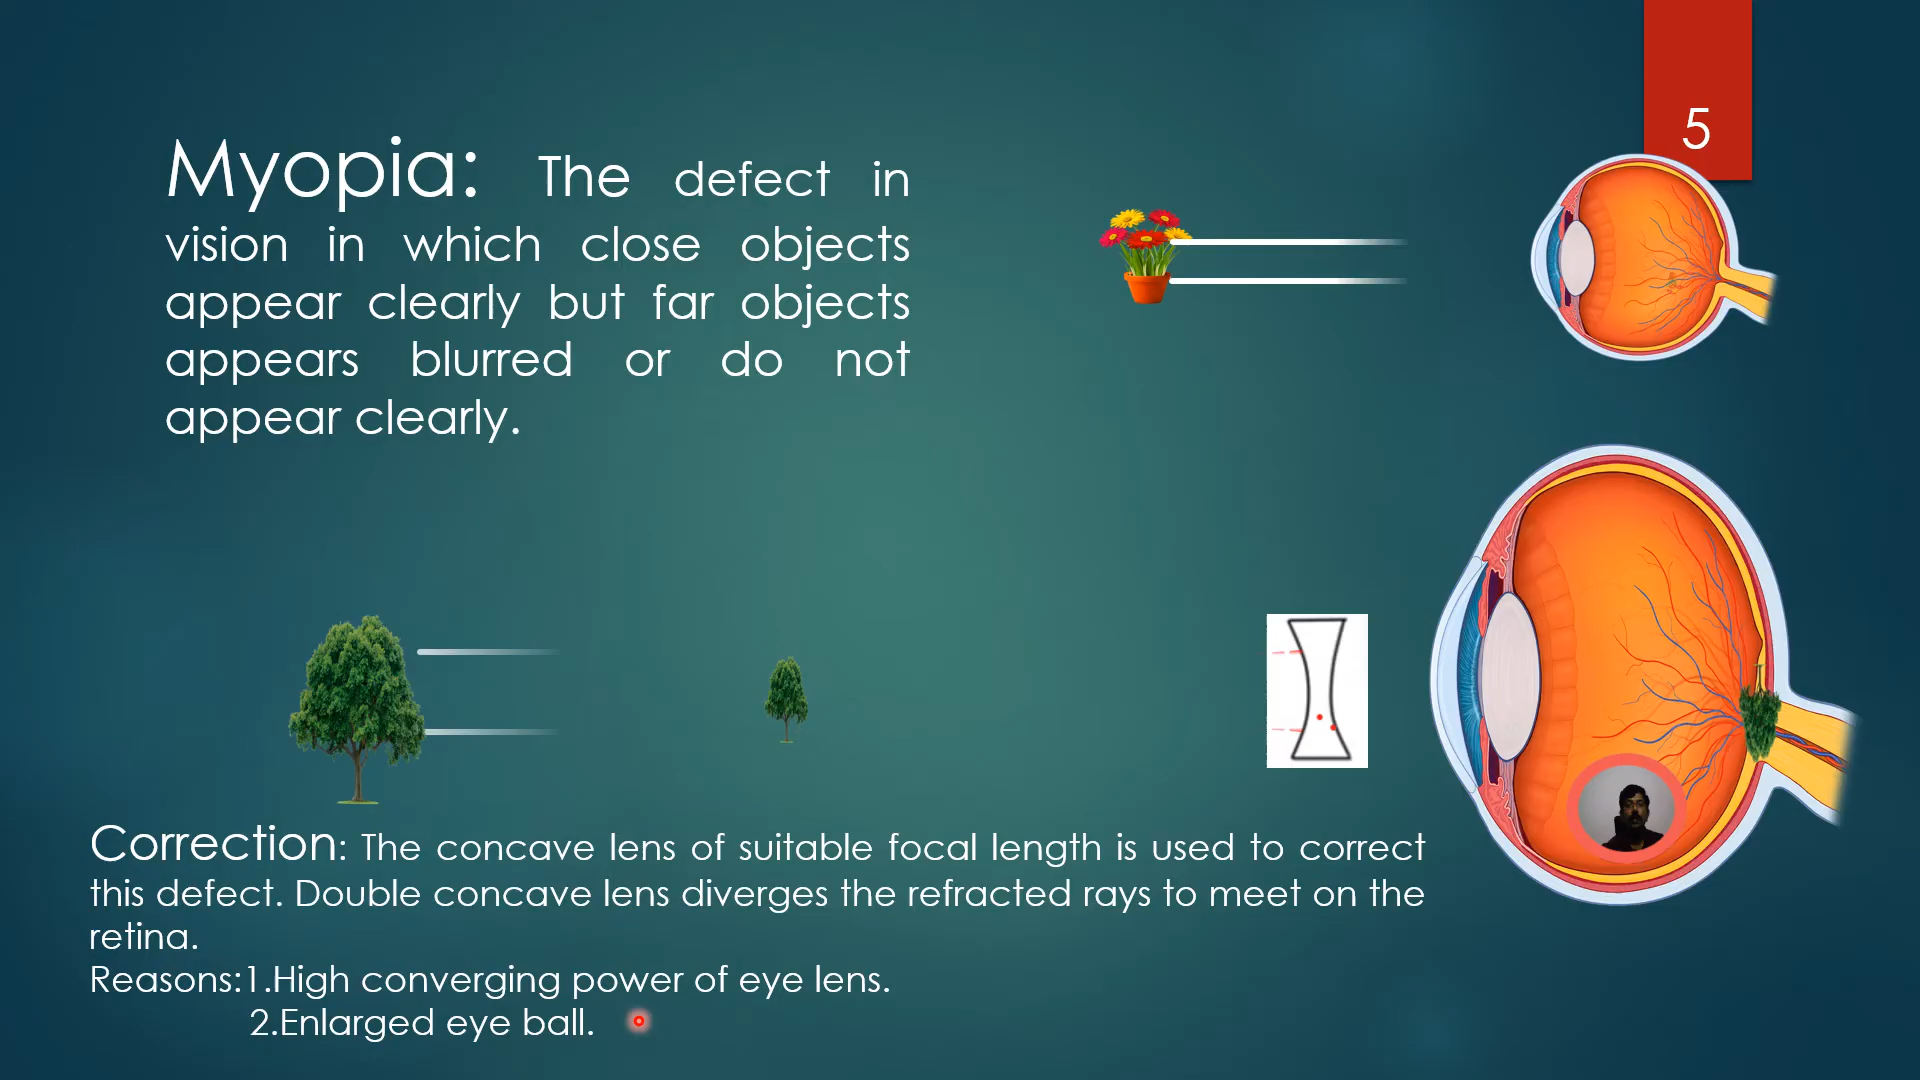 5
Myopia: The defect in
vision in which close objects
appear clearly but far objects
appears blurred or do not
appear clearly.
Correction: The concave lens of suitable focal length is used to correct
this defect. Double concave lens diverges the refracted rays to meet on the
retina.
Reasons:1.High converging power of eye lens.
2.Enlarged eye ball.